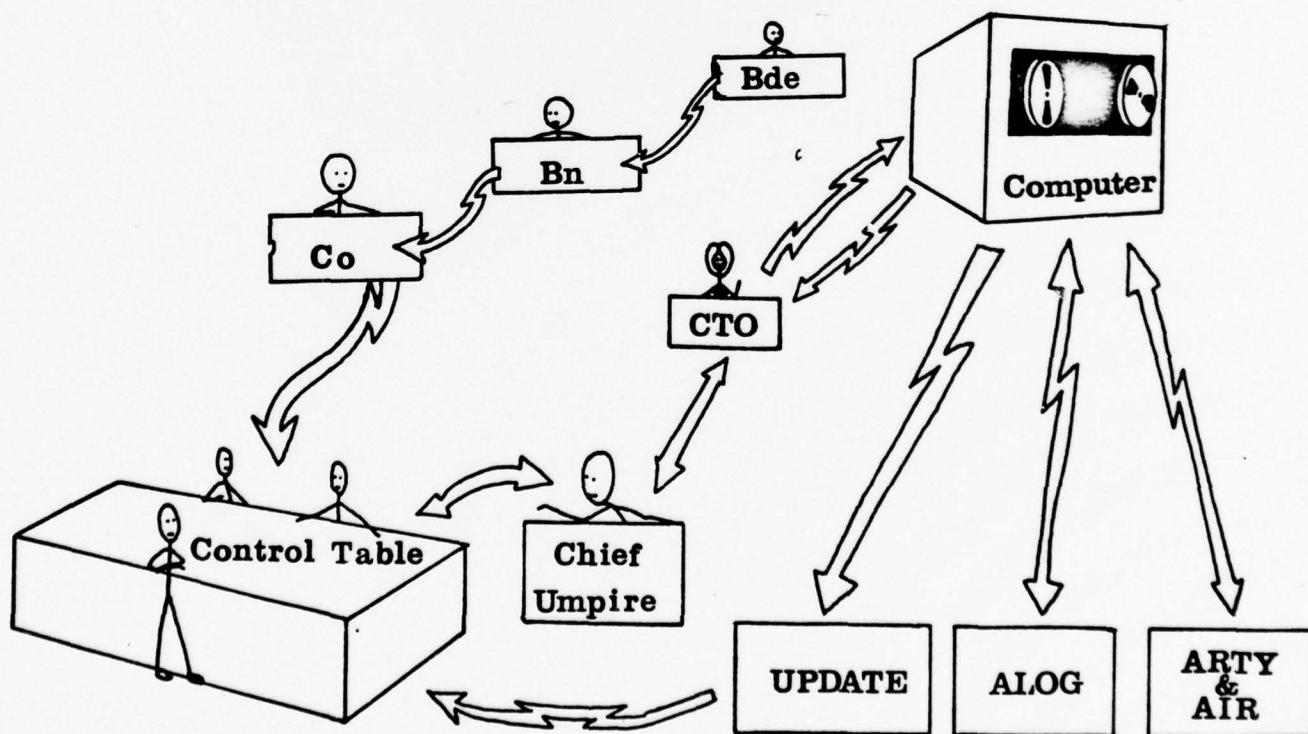 Bde
Bn
Co
Computer
CTO
Control Table
Chief
Umpire
UPDATE
ALOG
ARTY
&
AIR